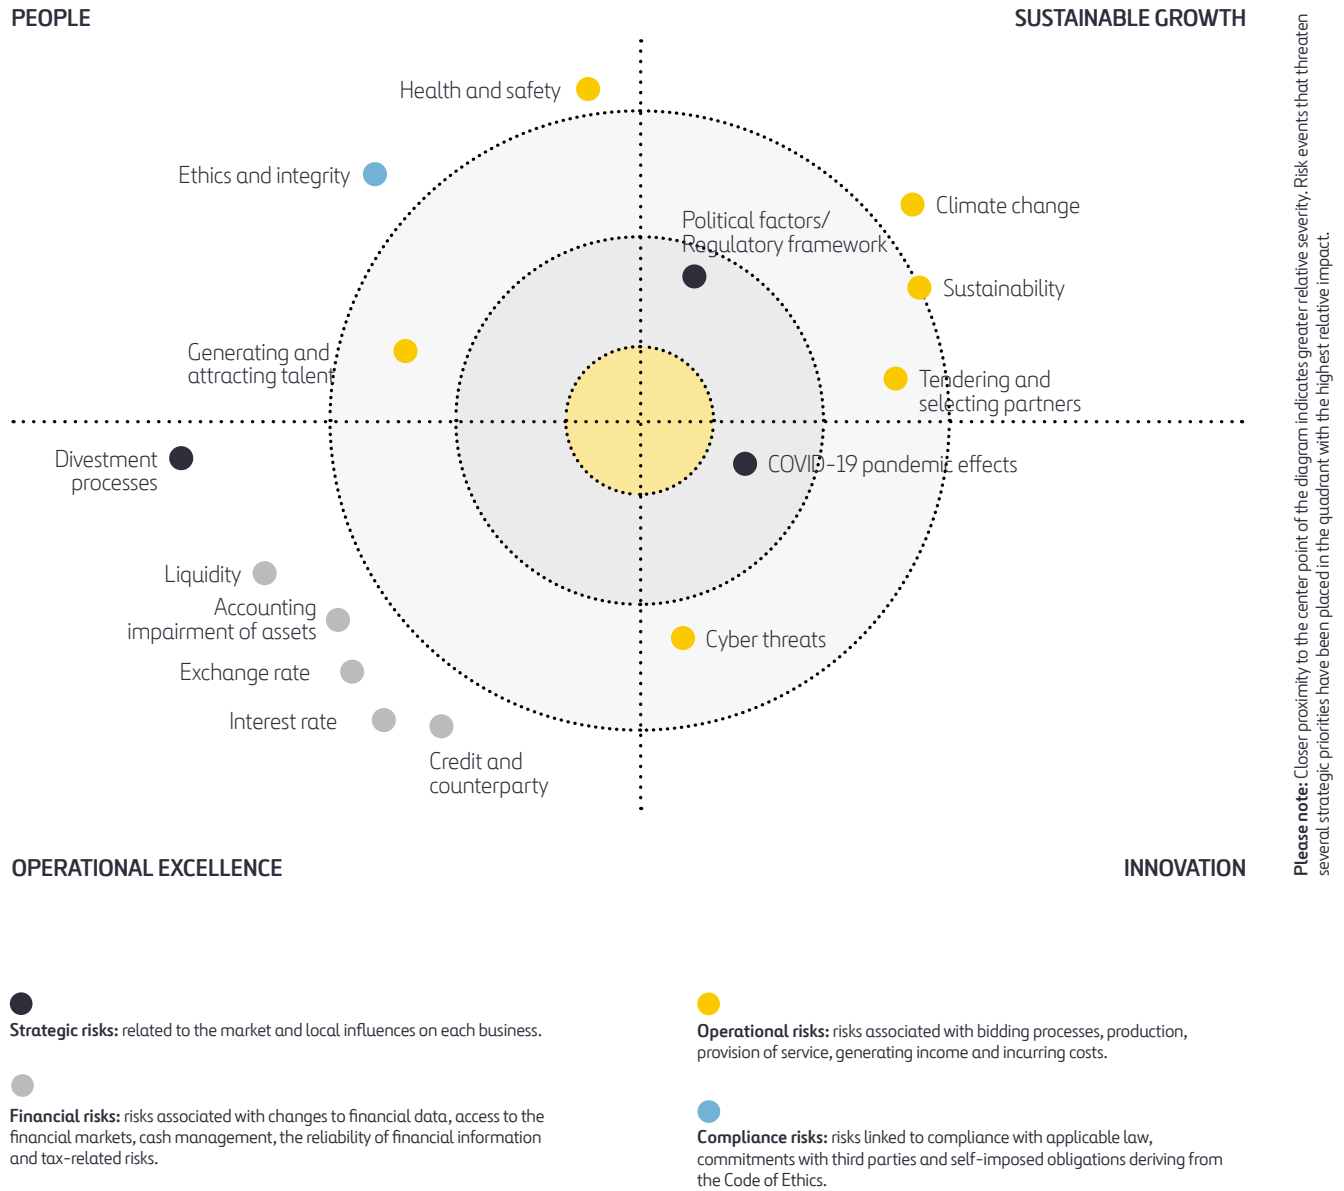 PEOPLE
SUSTAINABLE GROWTH
Health and safety
Ethics and integrity
Climate change
Political factors/
Regulatory framework
Sustainability
Generating and
attracting talent
Tendering and
selecting partners
Divestment
processes
COVID-19 pandemic effects
Liquidity
Accounting
impairment of assets
Cyber threats
Exchange rate
Interest rate
Credit and
counterparty
OPERATIONAL EXCELLENCE
INNOVATION
Please note: Closer proximity to the center point of the diagram indicates greater relative severity. Risk events that threaten
several strategic priorities have been placed in the quadrant with the highest relative impact.
Strategic risks: related to the market and local influences on each business.
Financial risks: risks associated with changes to financial data, access to the
financial markets, cash management, the reliability of financial information
and tax-related risks.
Operational risks: risks associated with bidding processes, production,
provision of service, generating income and incurring costs.
Compliance risks: risks linked to compliance with applicable law,
commitments with third parties and self-imposed obligations deriving from
the Code of Ethics.